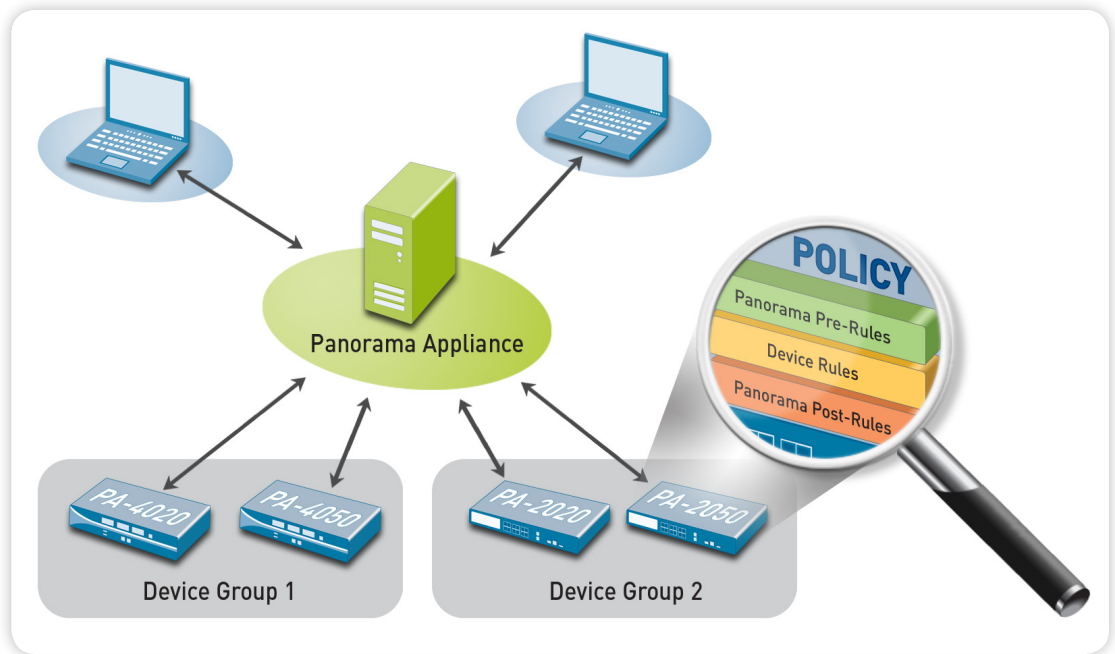 Panorama Appliance
POLICY
Panorama Pre-Rules
Device Rules
Panorama Post-Rules
PA-4020
PA-4050
PA-2020
PA-2050
Device Group 1
Device Group 2